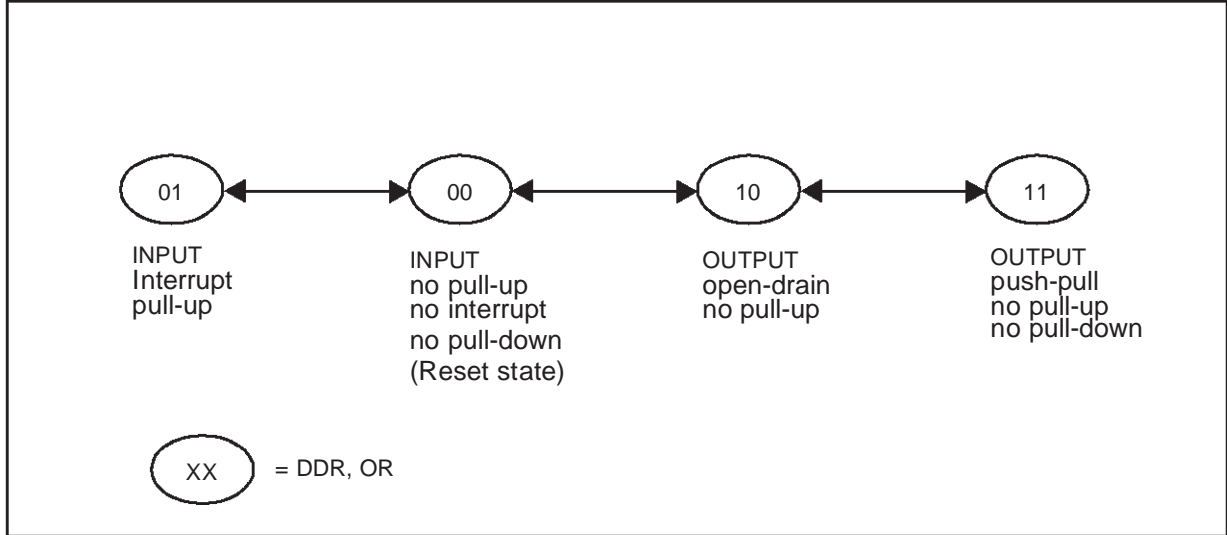 01
00
10
11
INPUT
Interrupt
pull-up
INPUT
no pull-up
no interrupt
no pull-down
(Reset state)
OUTPUT
open-drain
no pull-up
OUTPUT
push-pull
no pull-up
no pull-down
XX
= DDR, OR